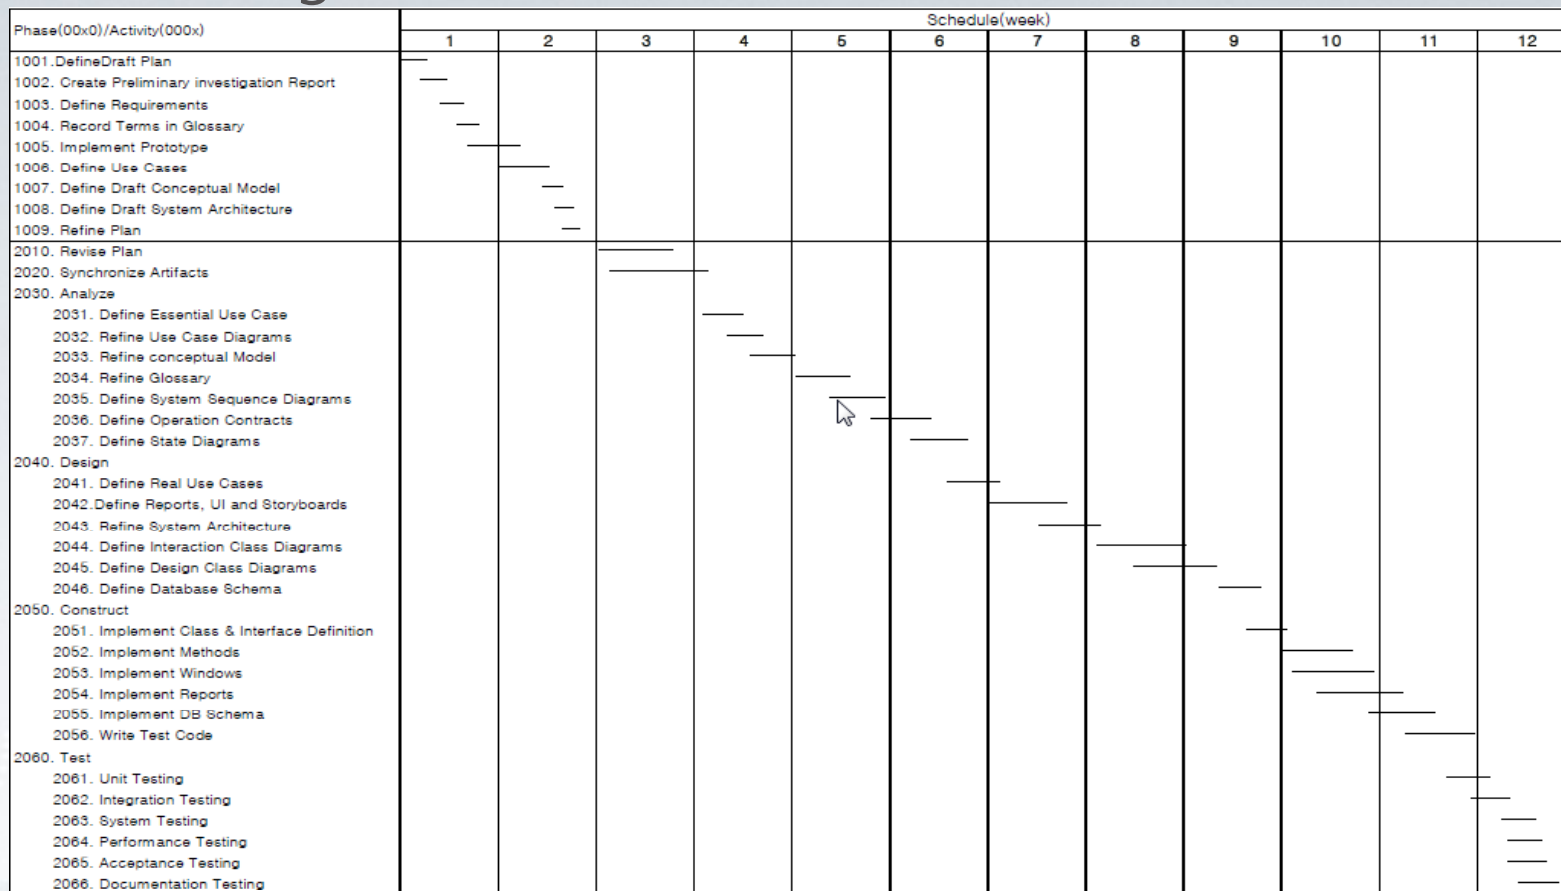 Schedule(week)
Phase(00x0)/Activity(000x)
1 2 3 4 5 6 7 8 9 10 11 12
1001.DefineDraft Plan
1002. Create Preliminary investigation Report
1003. Define Requirements
1004. Record Terms in Glossary
1005. Implement Prototype
1006. Define Use Cases
1007. Define Draft Conceptual Model
1008. Define Draft System Architecture
1009. Refine Plan
2010. Revise Plan
2020. Synchronize Artifacts
2030. Analyze
2031. Define Essential Use Case
2032. Refine Use Case Diagrams
2033. Refine conceptual Model
2034. Refine Glossary
2035. Define System Sequence Diagrams
2036. Define Operation Contracts
2037. Define State Diagrams
2040. Design
2041. Define Real Use Cases
2042.Define Reports, UI and Storyboards
2043. Refine System Architecture
2044. Define Interaction Class Diagrams
2045. Define Design Class Diagrams
2046. Define Database Schema
2050. Construct
2051. Implement Class & Interface Definition
2052. Implement Methods
2053. Implement Windows
2054. Implement Reports
2055. Implement DB Schema
2056. Write Test Code
2060. Test
2061. Unit Testing
2062. Integration Testing
2063. System Testing
2064. Performance Testing
2065. Acceptance Testing
2066. Documentation Testing